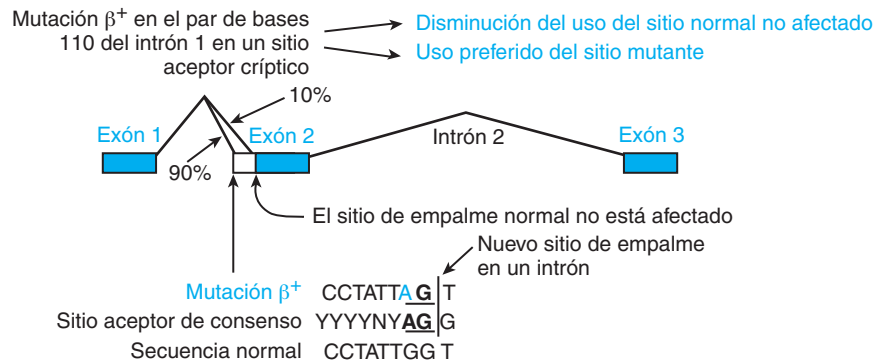 Mutación β+ en el par de bases
110 del intrón 1 en un sitio
aceptor críptico
Disminución del uso del sitio normal no afectado
Uso preferido del sitio mutante
10%
Exón 1
Exón 2
Intrón 2
Exón 3
90%
El sitio de empalme normal no está afectado
Nuevo sitio de empalme
en un intrón
Mutación β+ CCTATTAG T
Sitio aceptor de consenso YYYYNYAG G
Secuencia normal CCTATTGG T